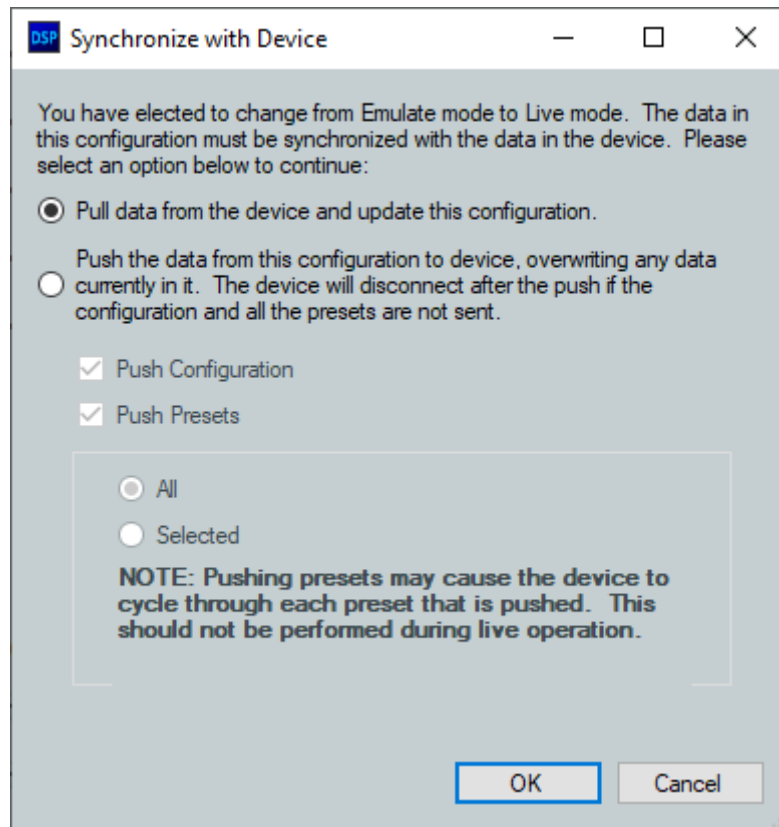 DSP Synchronize with Device
You have elected to change from Emulate mode to Live mode.  The data in
this configuration must be synchronized with the data in the device.  Please
select an option below to continue:
Pull data from the device and update this configuration.
Push the data from this configuration to device, overwriting any data
currently in it.  The device will disconnect after the push if the
configuration and all the presets are not sent.
Push Configuration
Push Presets
All
Selected
NOTE: Pushing presets may cause the device to
cycle through each preset that is pushed.  This
should not be performed during live operation.
OK Cancel